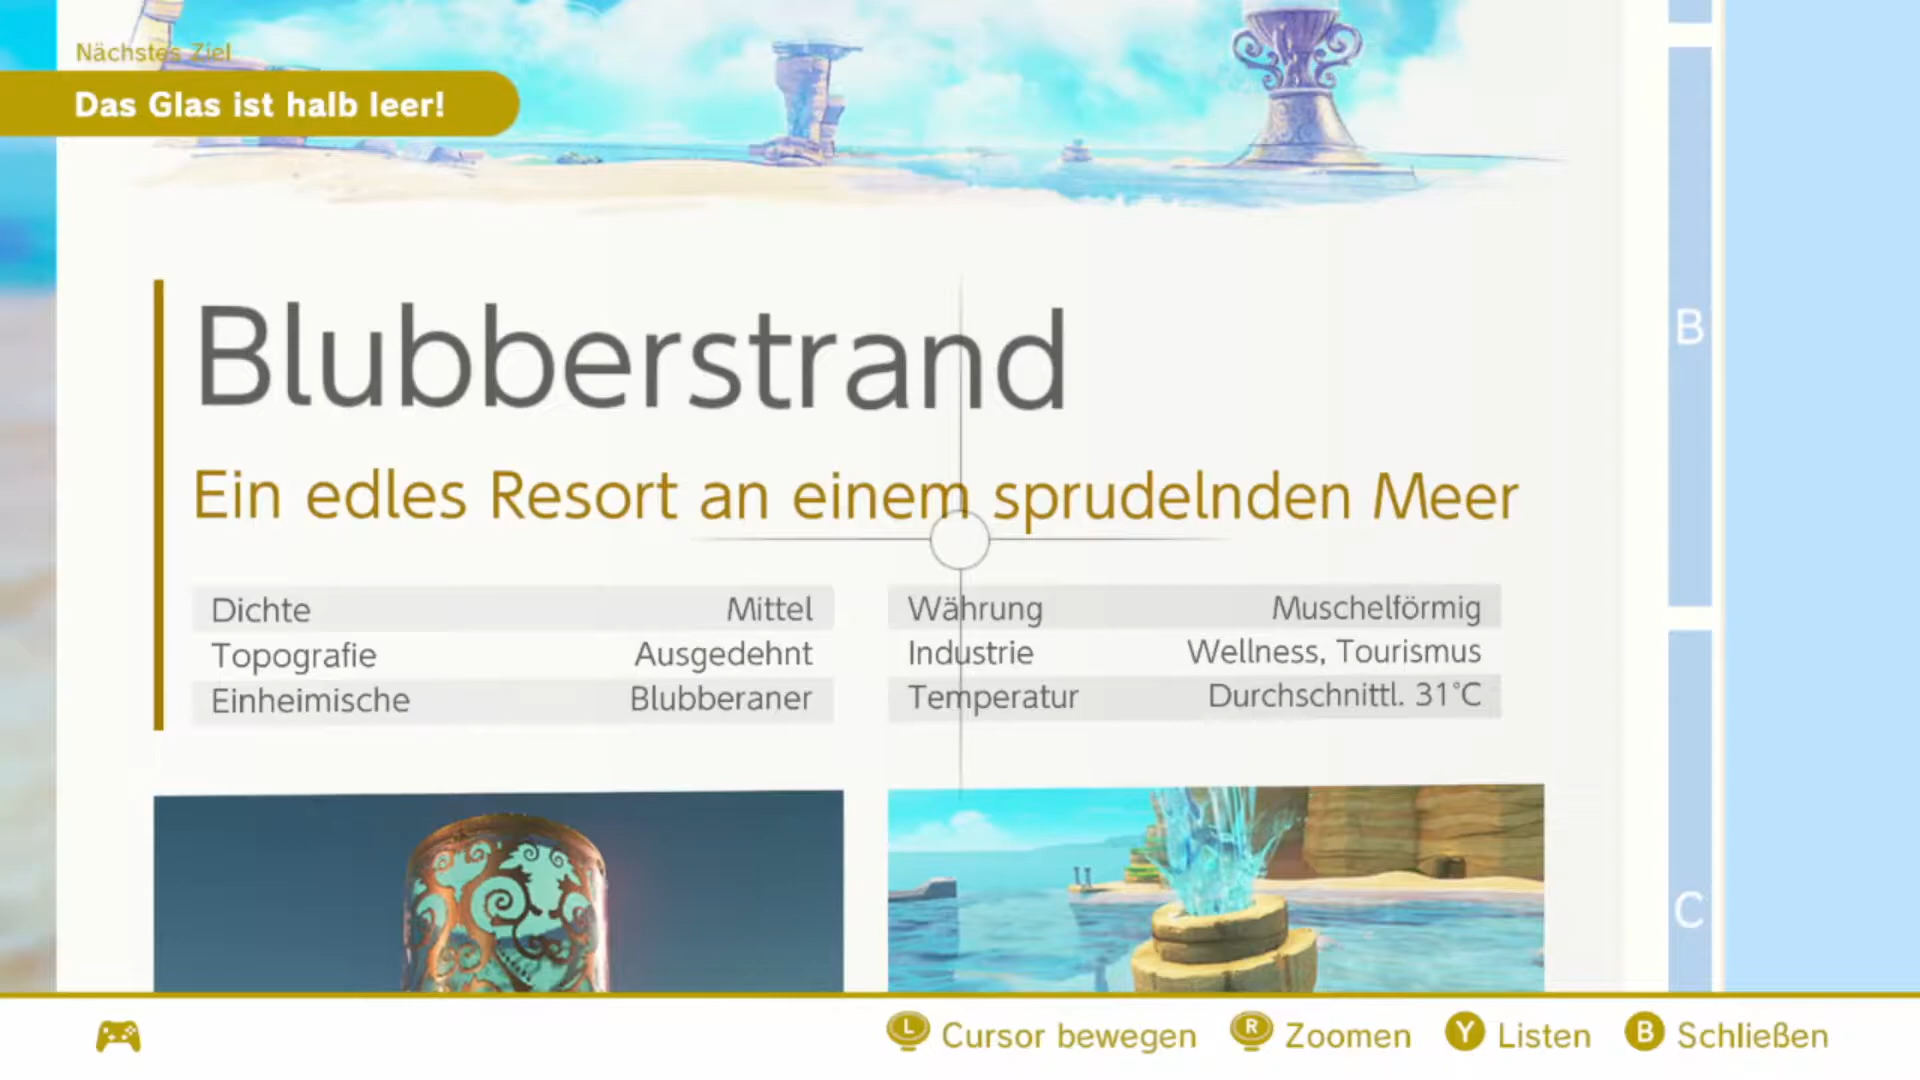 Nächstes Ziel
Das Glas ist halb leer!
Blubberstrand
Ein edles Resort an einem sprudelnden Meer
Dichte Mittel
Topografie Ausgedehnt
Einheimische Blubberaner
Währung Muschelförmig
Industrie Wellness, Tourismus
Temperatur Durchschnittl. 31°C
B
C
L Cursor bewegen R Zoomen Y Listen B Schließen